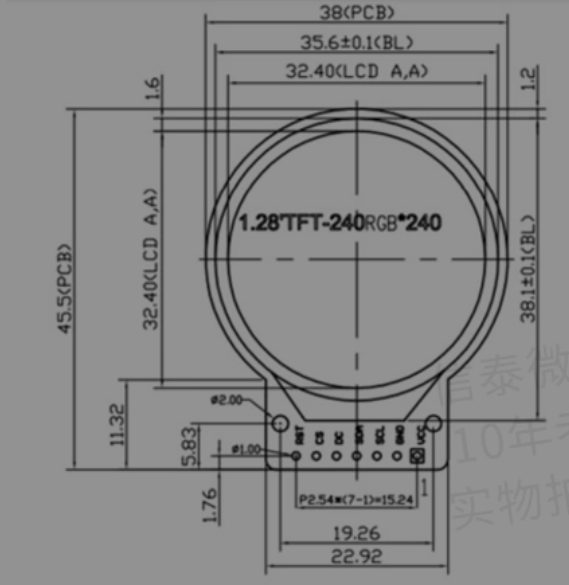 38(PCB)
35.6±0.1(BL)
32.40(LCD A,A)
1.6
1.2
1.28'TFT-240RGB*240
45.5(PCB)
32.40(LCD A,A)
38.1±0.1(BL)
11.32
5.83
1.76
ø2.00
ø1.00
RST
CS
DC
SDA
SCL
GND
VCC
1
P2.54*(7-1)=15.24
19.26
22.92
信泰微
10年
实物拍